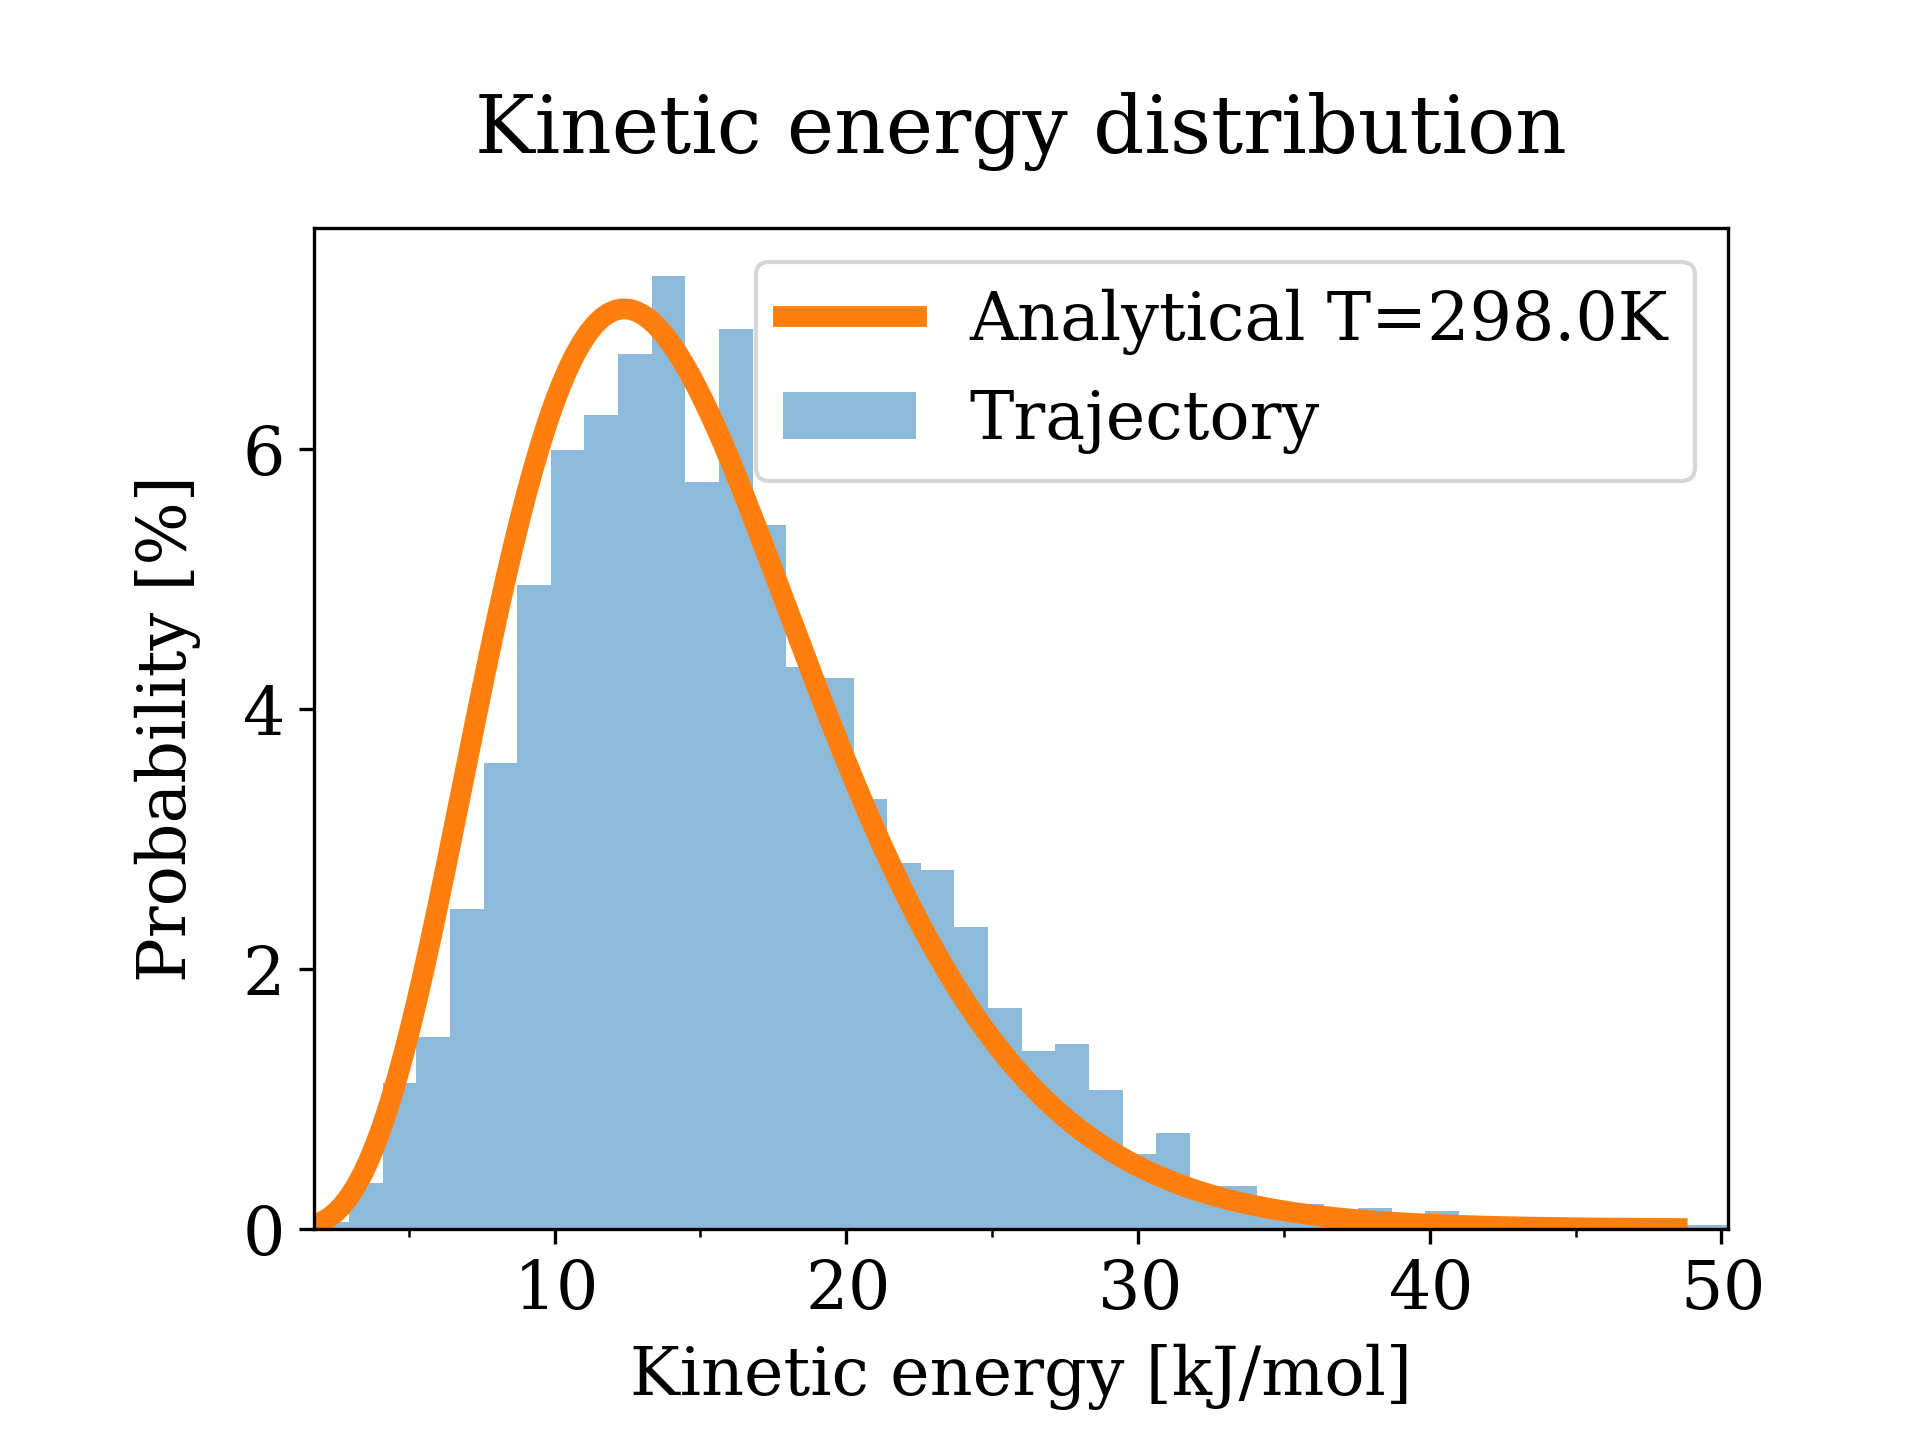 Kinetic energy distribution
Analytical T=298.0K
Trajectory
Probability [%]
6
4
2
0
10 20 30 40 50
Kinetic energy [kJ/mol]